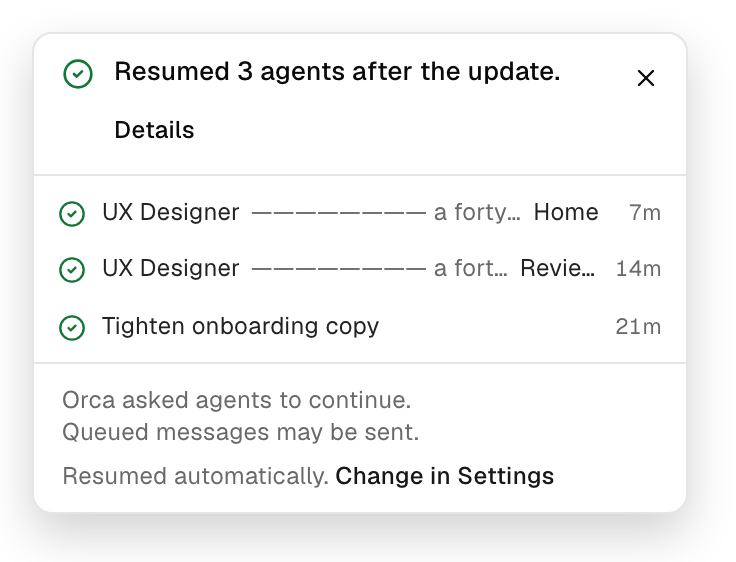 Resumed 3 agents after the update.
Details
UX Designer ———————— a forty… Home 7m
UX Designer ———————— a fort… Revie… 14m
Tighten onboarding copy 21m
Orca asked agents to continue.
Queued messages may be sent.
Resumed automatically. Change in Settings